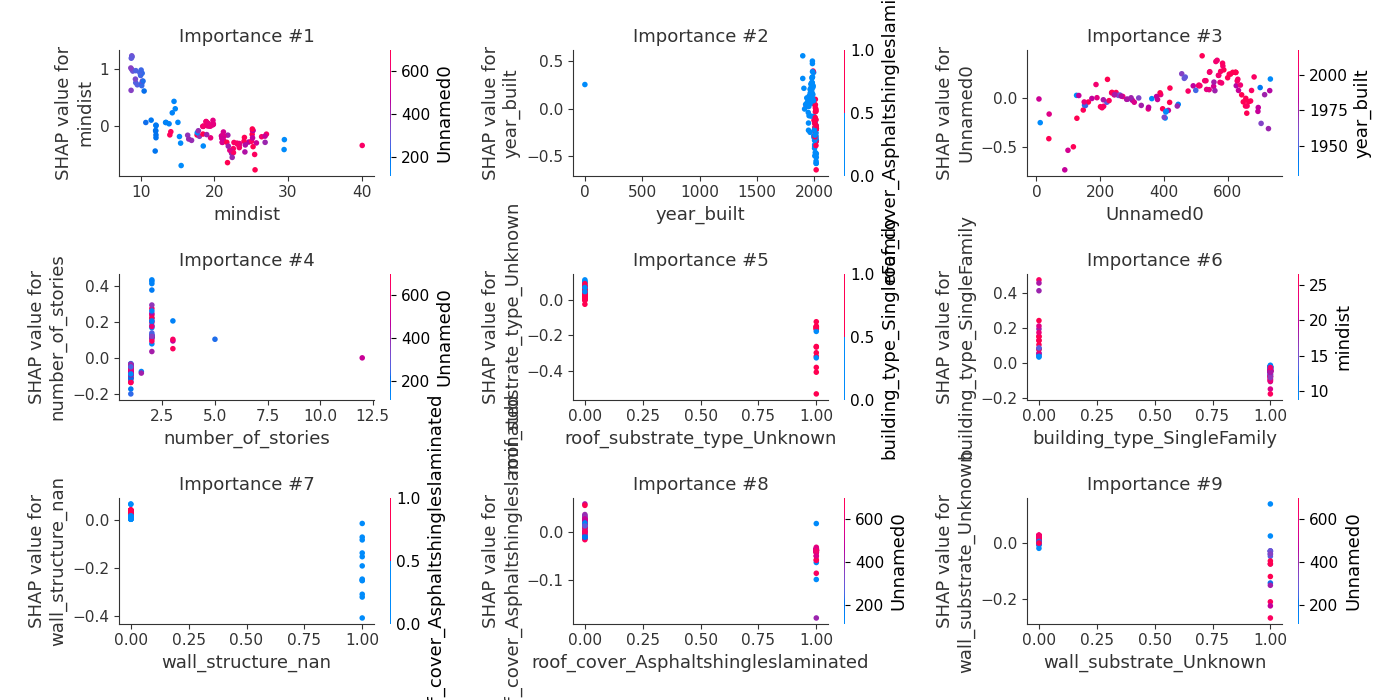 Importance #1
SHAP value for
mindist
1
0
10
20
30
40
mindist
600
400
200
Unnamed0
Importance #2
SHAP value for
year_built
0.5
0.0
−0.5
0
500
1000
1500
2000
year_built
1.0
0.5
0.0
roof_cover_Asphaltshingleslami
Importance #3
SHAP value for
Unnamed0
0.0
−0.5
0
200
400
600
Unnamed0
2000
1975
1950
year_built
Importance #4
SHAP value for
number_of_stories
0.4
0.2
0.0
−0.2
2.5
5.0
7.5
10.0
12.5
number_of_stories
600
400
200
Unnamed0
Importance #5
SHAP value for
roof_substrate_type_Unknown
0.0
−0.2
−0.4
0.00
0.25
0.50
0.75
1.00
roof_substrate_type_Unknown
1.0
0.5
0.0
building_type_SingleFamily
Importance #6
SHAP value for
building_type_SingleFamily
0.4
0.2
0.0
−0.2
0.00
0.25
0.50
0.75
1.00
building_type_SingleFamily
25
20
15
10
mindist
Importance #7
SHAP value for
wall_structure_nan
0.0
−0.2
−0.4
0.00
0.25
0.50
0.75
1.00
wall_structure_nan
1.0
0.5
0.0
f_cover_Asphaltshingleslaminated
Importance #8
SHAP value for
f_cover_Asphaltshingleslaminated
0.0
−0.1
0.00
0.25
0.50
0.75
1.00
roof_cover_Asphaltshingleslaminated
600
400
200
Unnamed0
Importance #9
SHAP value for
wall_substrate_Unknown
0.0
−0.2
0.00
0.25
0.50
0.75
1.00
wall_substrate_Unknown
600
400
200
Unnamed0